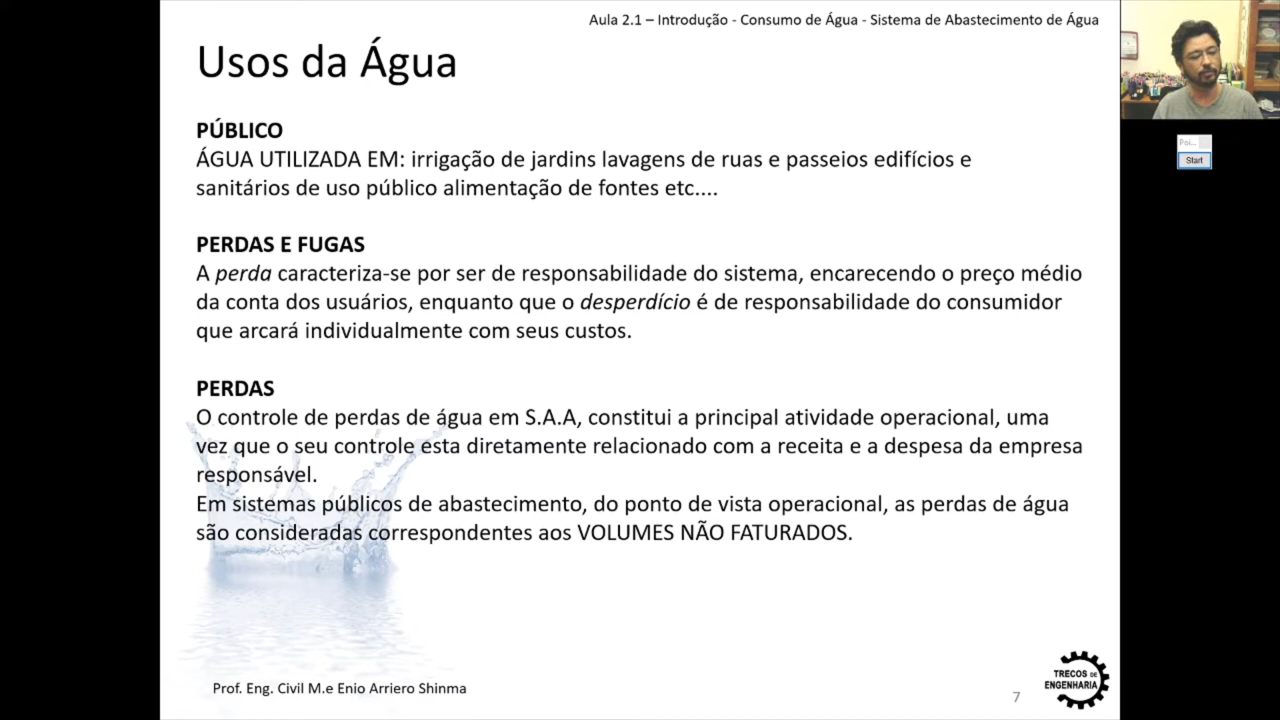 Aula 2.1 – Introdução - Consumo de Água - Sistema de Abastecimento de Água
Usos da Água
PÚBLICO
ÁGUA UTILIZADA EM: irrigação de jardins lavagens de ruas e passeios edifícios e
sanitários de uso público alimentação de fontes etc....
PERDAS E FUGAS
A perda caracteriza-se por ser de responsabilidade do sistema, encarecendo o preço médio
da conta dos usuários, enquanto que o desperdício é de responsabilidade do consumidor
que arcará individualmente com seus custos.
PERDAS
O controle de perdas de água em S.A.A, constitui a principal atividade operacional, uma
vez que o seu controle esta diretamente relacionado com a receita e a despesa da empresa
responsável.
Em sistemas públicos de abastecimento, do ponto de vista operacional, as perdas de água
são consideradas correspondentes aos VOLUMES NÃO FATURADOS.
Prof. Eng. Civil M.e Enio Arriero Shinma
7
TRECOS DE
ENGENHARIA
Poi...
Start